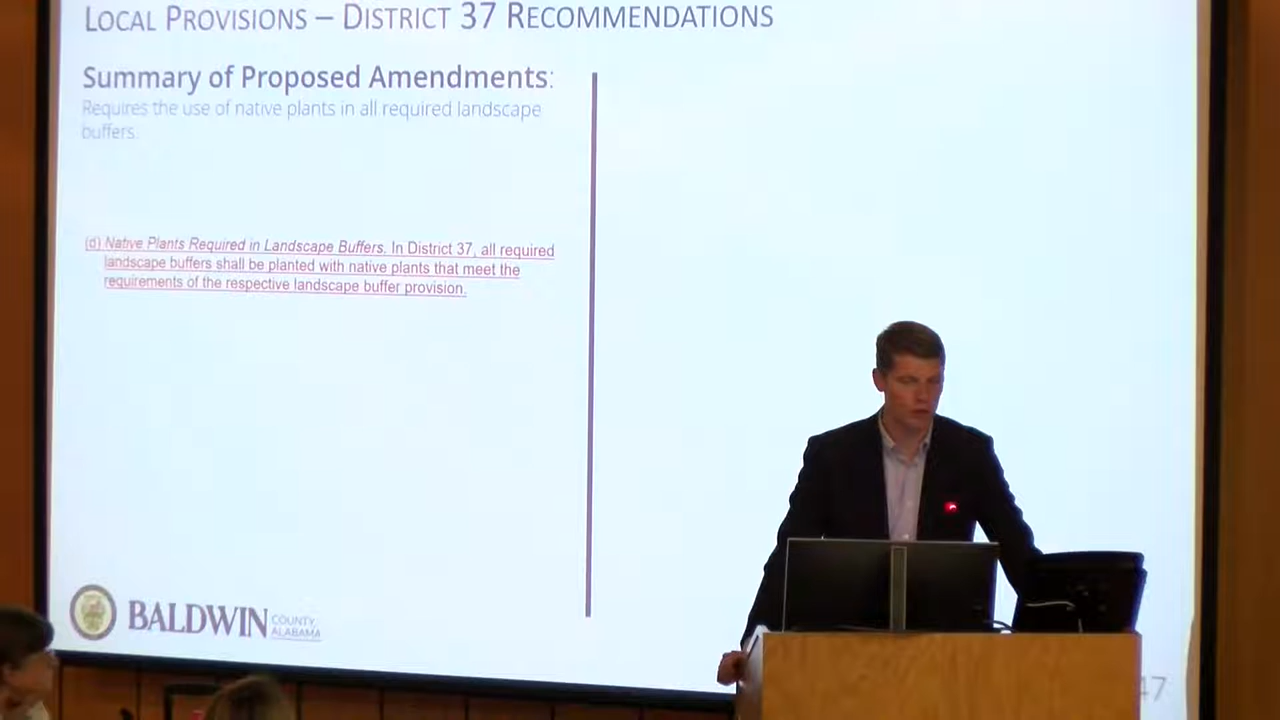 LOCAL PROVISIONS – DISTRICT 37 RECOMMENDATIONS
Summary of Proposed Amendments:
Requires the use of native plants in all required landscape
buffers.
(d) Native Plants Required in Landscape Buffers. In District 37, all required
landscape buffers shall be planted with native plants that meet the
requirements of the respective landscape buffer provision.
BALDWIN
COUNTY
ALABAMA
47